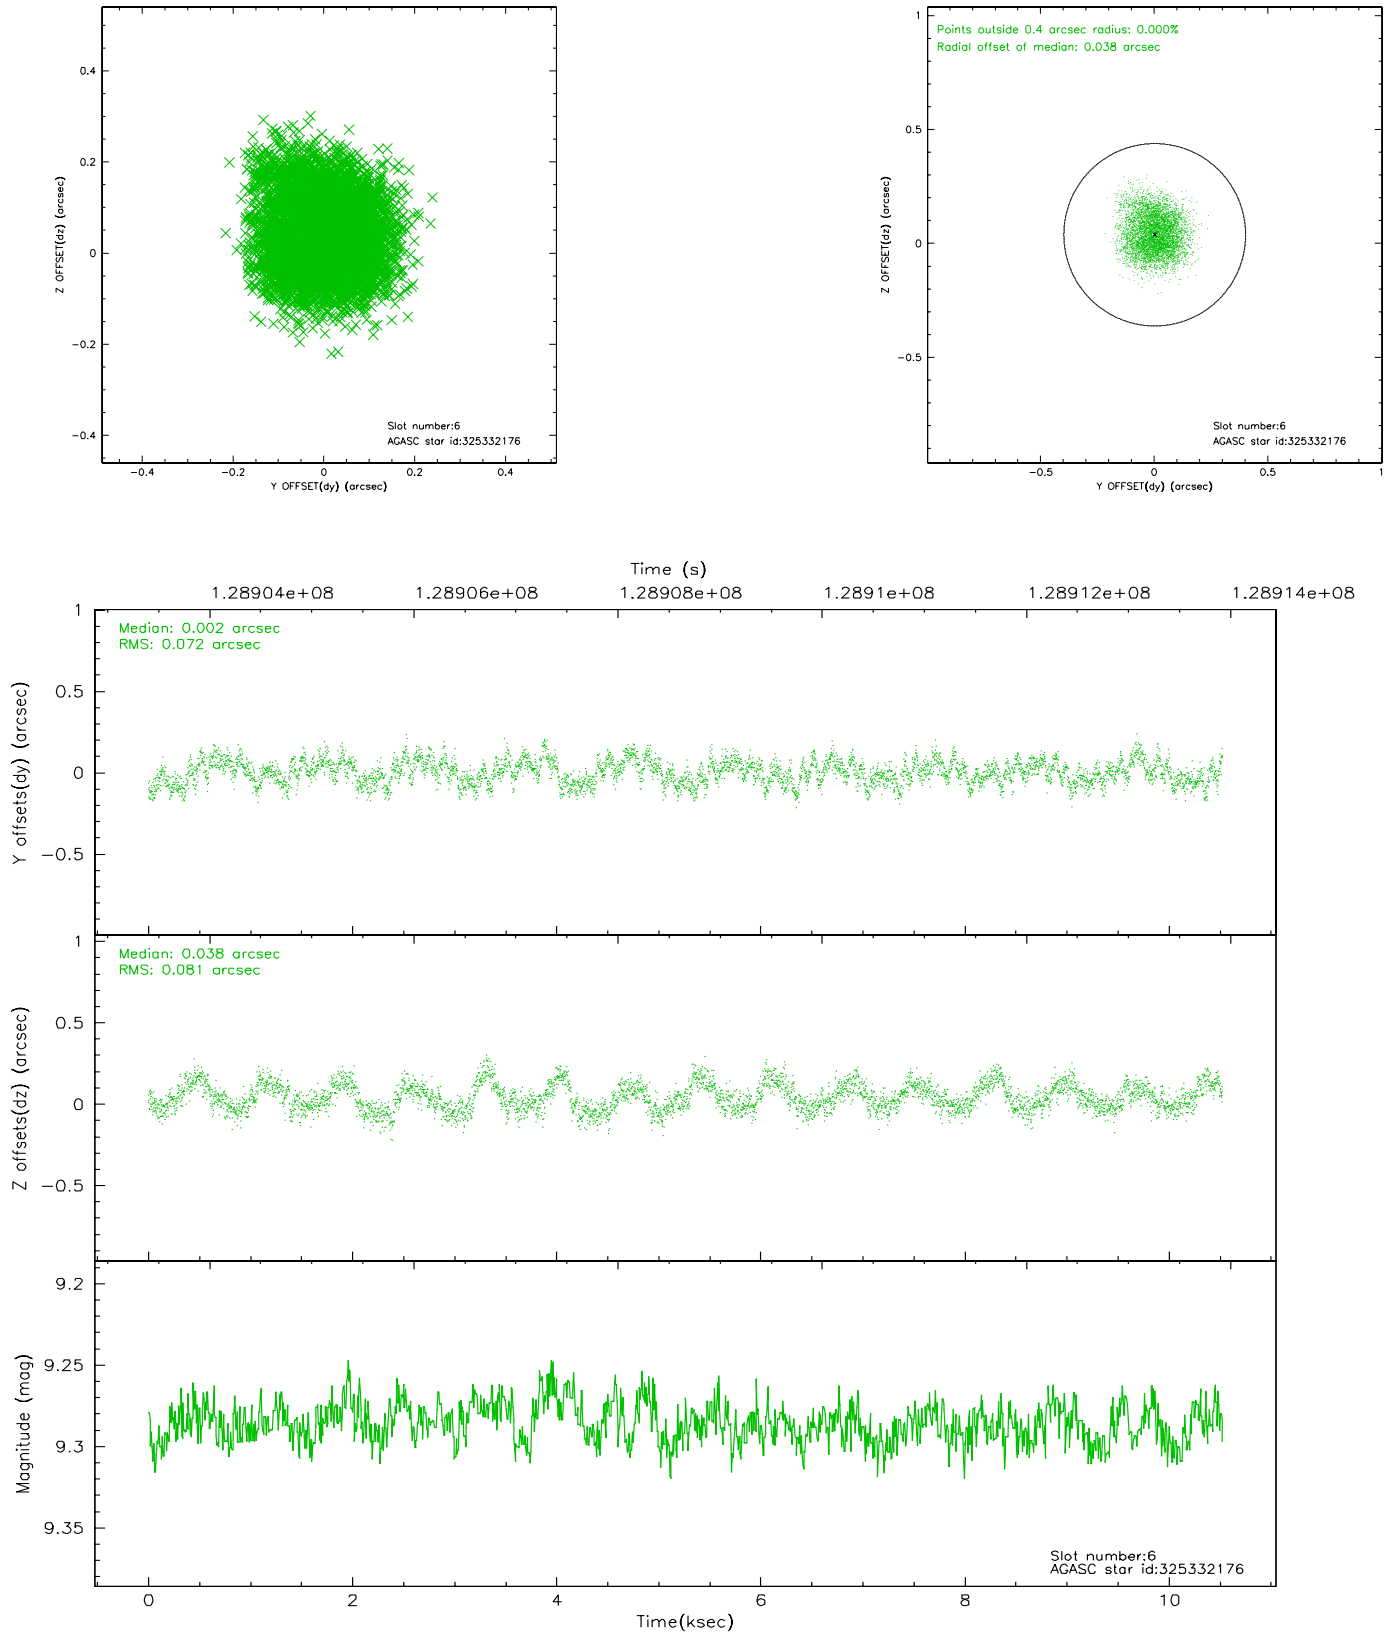 0.4
0.2
0
−0.2
−0.4
Z OFFSET(dz) (arcsec)
Slot number:6
AGASC star id:325332176
−0.4 −0.2 0 0.2 0.4
Y OFFSET(dy) (arcsec)
Points outside 0.4 arcsec radius: 0.000%
Radial offset of median: 0.038 arcsec
1
0.5
0
−0.5
Z OFFSET(dz) (arcsec)
Slot number:6
AGASC star id:325332176
−0.5 0 0.5 1
Y OFFSET(dy) (arcsec)
Time (s)
1.28904e+08 1.28906e+08 1.28908e+08 1.2891e+08 1.28912e+08 1.28914e+08
Median: 0.002 arcsec
RMS: 0.072 arcsec
1
0.5
0
−0.5
Y offsets(dy) (arcsec)
Median: 0.038 arcsec
RMS: 0.081 arcsec
1
0.5
0
−0.5
Z offsets(dz) (arcsec)
9.2
9.25
9.3
9.35
Magnitude (mag)
Slot number:6
AGASC star id:325332176
0 2 4 6 8 10
Time(ksec)